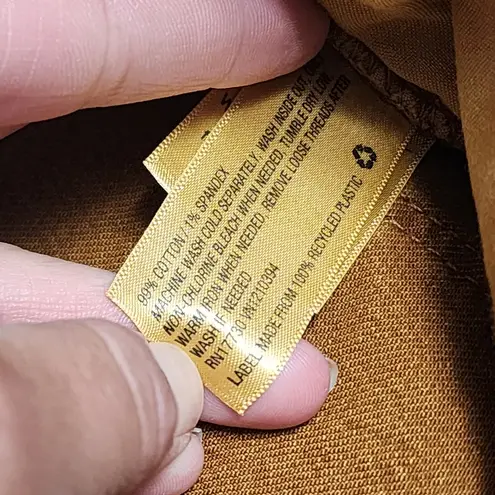 99% COTTON, 1% SPANDEX
MACHINE WASH COLD SEPARATELY. WASH INSIDE OUT.
NON-CHLORINE BLEACH WHEN NEEDED. TUMBLE DRY LOW.
WARM IRON WHEN NEEDED. REMOVE LOOSE THREADS AFTER
WASH IF NEEDED
RN 77730
LABEL MADE FROM 100% RECYCLED PLASTIC